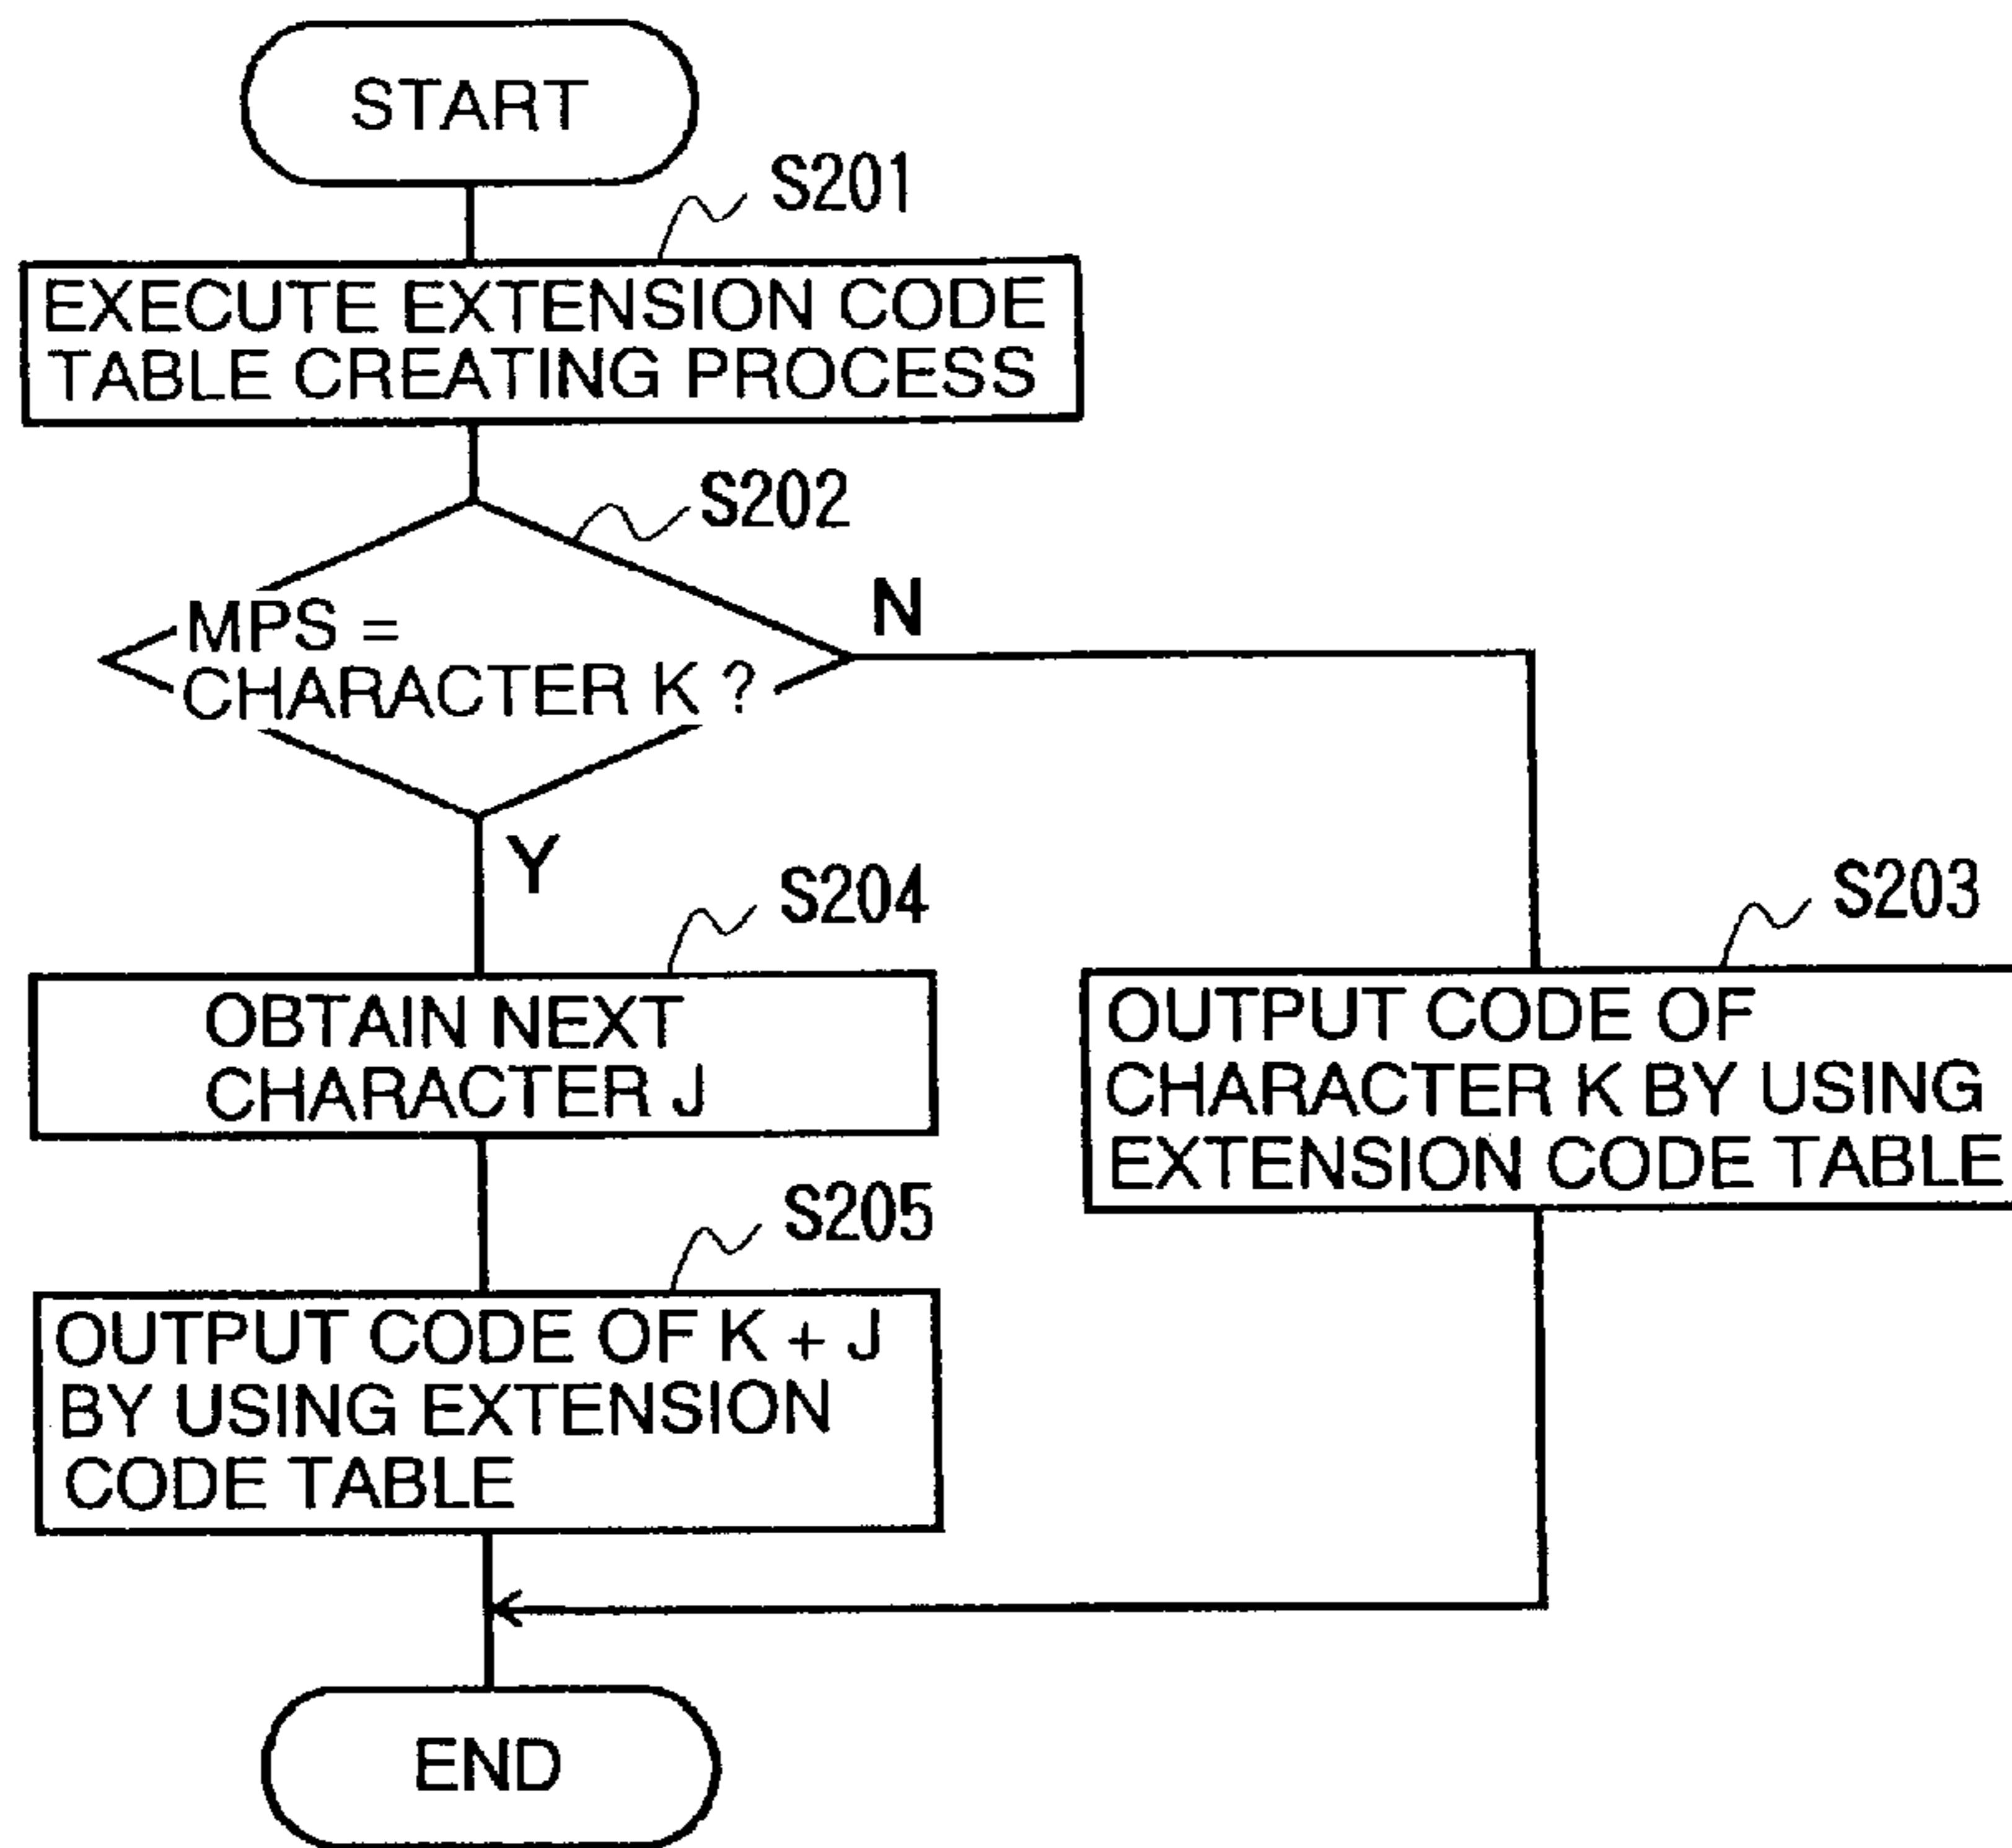 START
S201
EXECUTE EXTENSION CODE
TABLE CREATING PROCESS
S202
MPS =
CHARACTER K ?
N
Y
S204
OBTAIN NEXT
CHARACTER J
S203
OUTPUT CODE OF
CHARACTER K BY USING
EXTENSION CODE TABLE
S205
OUTPUT CODE OF K + J
BY USING EXTENSION
CODE TABLE
END